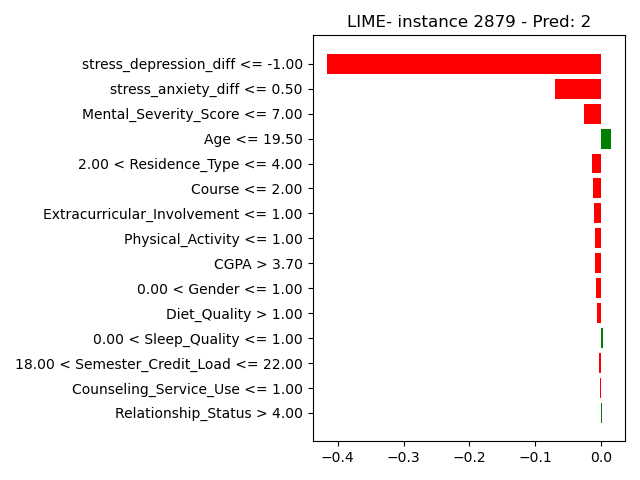 LIME- instance 2879 - Pred: 2
stress_depression_diff <= -1.00
stress_anxiety_diff <= 0.50
Mental_Severity_Score <= 7.00
Age <= 19.50
2.00 < Residence_Type <= 4.00
Course <= 2.00
Extracurricular_Involvement <= 1.00
Physical_Activity <= 1.00
CGPA > 3.70
0.00 < Gender <= 1.00
Diet_Quality > 1.00
0.00 < Sleep_Quality <= 1.00
18.00 < Semester_Credit_Load <= 22.00
Counseling_Service_Use <= 1.00
Relationship_Status > 4.00
−0.4 −0.3 −0.2 −0.1 0.0